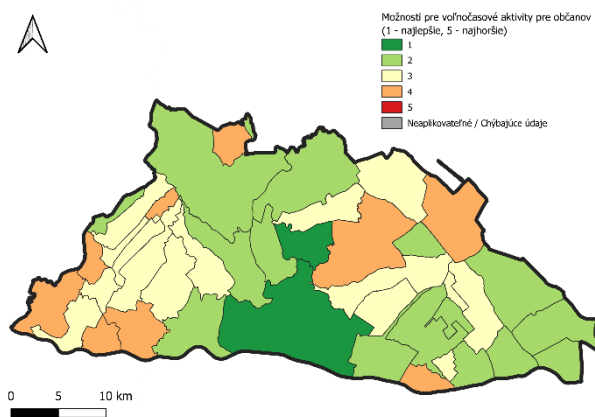 Možnosti pre voľnočasové aktivity pre občanov
(1 - najlepšie, 5 - najhoršie)
1
2
3
4
5
Neaplikovateľné / Chýbajúce údaje
0 5 10 km